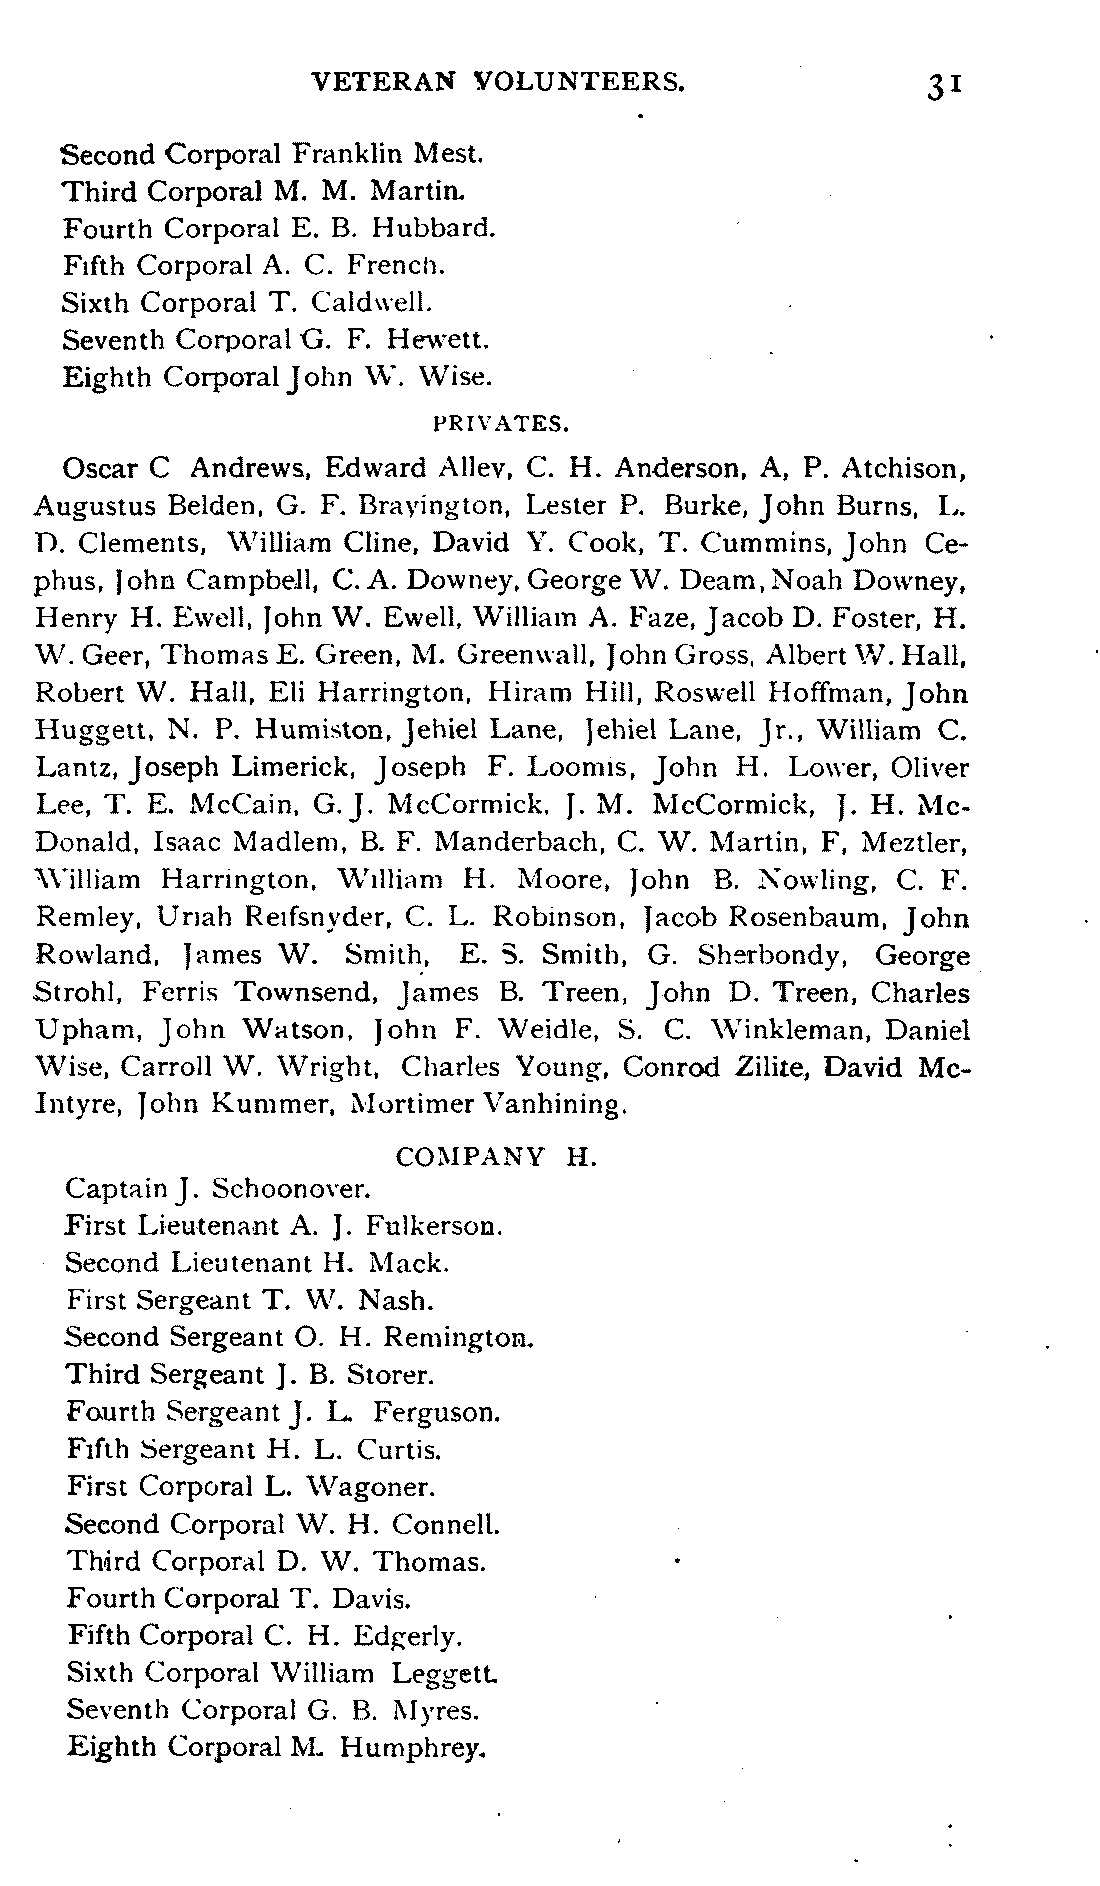 VETERAN VOLUNTEERS. 31
Second Corporal Franklin Mest.
Third Corporal M. M. Martin.
Fourth Corporal E. B. Hubbard.
Fifth Corporal A. C. French.
Sixth Corporal T. Caldwell.
Seventh Corporal G. F. Hewett.
Eighth Corporal John W. Wise.
PRIVATES.
Oscar C Andrews, Edward Alley, C. H. Anderson, A, P. Atchison,
Augustus Belden, G. F. Brayington, Lester P. Burke, John Burns, L.
D. Clements, William Cline, David Y. Cook, T. Cummins, John Ce-
phus, John Campbell, C. A. Downey, George W. Deam, Noah Downey,
Henry H. Ewell, John W. Ewell, William A. Faze, Jacob D. Foster, H.
W. Geer, Thomas E. Green, M. Greenwall, John Gross, Albert W. Hall,
Robert W. Hall, Eli Harrington, Hiram Hill, Roswell Hoffman, John
Huggett, N. P. Humiston, Jehiel Lane, Jehiel Lane, Jr., William C.
Lantz, Joseph Limerick, Joseph F. Loomis, John H. Lower, Oliver
Lee, T. E. McCain, G. J. McCormick, J. M. McCormick, J. H. Mc-
Donald, Isaac Madlem, B. F. Manderbach, C. W. Martin, F, Meztler,
William Harrington, William H. Moore, John B. Nowling, C. F.
Remley, Uriah Reifsnyder, C. L. Robinson, Jacob Rosenbaum, John
Rowland, James W. Smith, E. S. Smith, G. Sherbondy, George
Strohl, Ferris Townsend, James B. Treen, John D. Treen, Charles
Upham, John Watson, John F. Weidle, S. C. Winkleman, Daniel
Wise, Carroll W. Wright, Charles Young, Conrod Zilite, David Mc-
Intyre, John Kummer, Mortimer Vanhining.
COMPANY H.
Captain J. Schoonover.
First Lieutenant A. J. Fulkerson.
Second Lieutenant H. Mack.
First Sergeant T. W. Nash.
Second Sergeant O. H. Remington.
Third Sergeant J. B. Storer.
Fourth Sergeant J. L. Ferguson.
Fifth Sergeant H. L. Curtis.
First Corporal L. Wagoner.
Second Corporal W. H. Connell.
Third Corporal D. W. Thomas.
Fourth Corporal T. Davis.
Fifth Corporal C. H. Edgerly.
Sixth Corporal William Leggett.
Seventh Corporal G. B. Myres.
Eighth Corporal M. Humphrey.